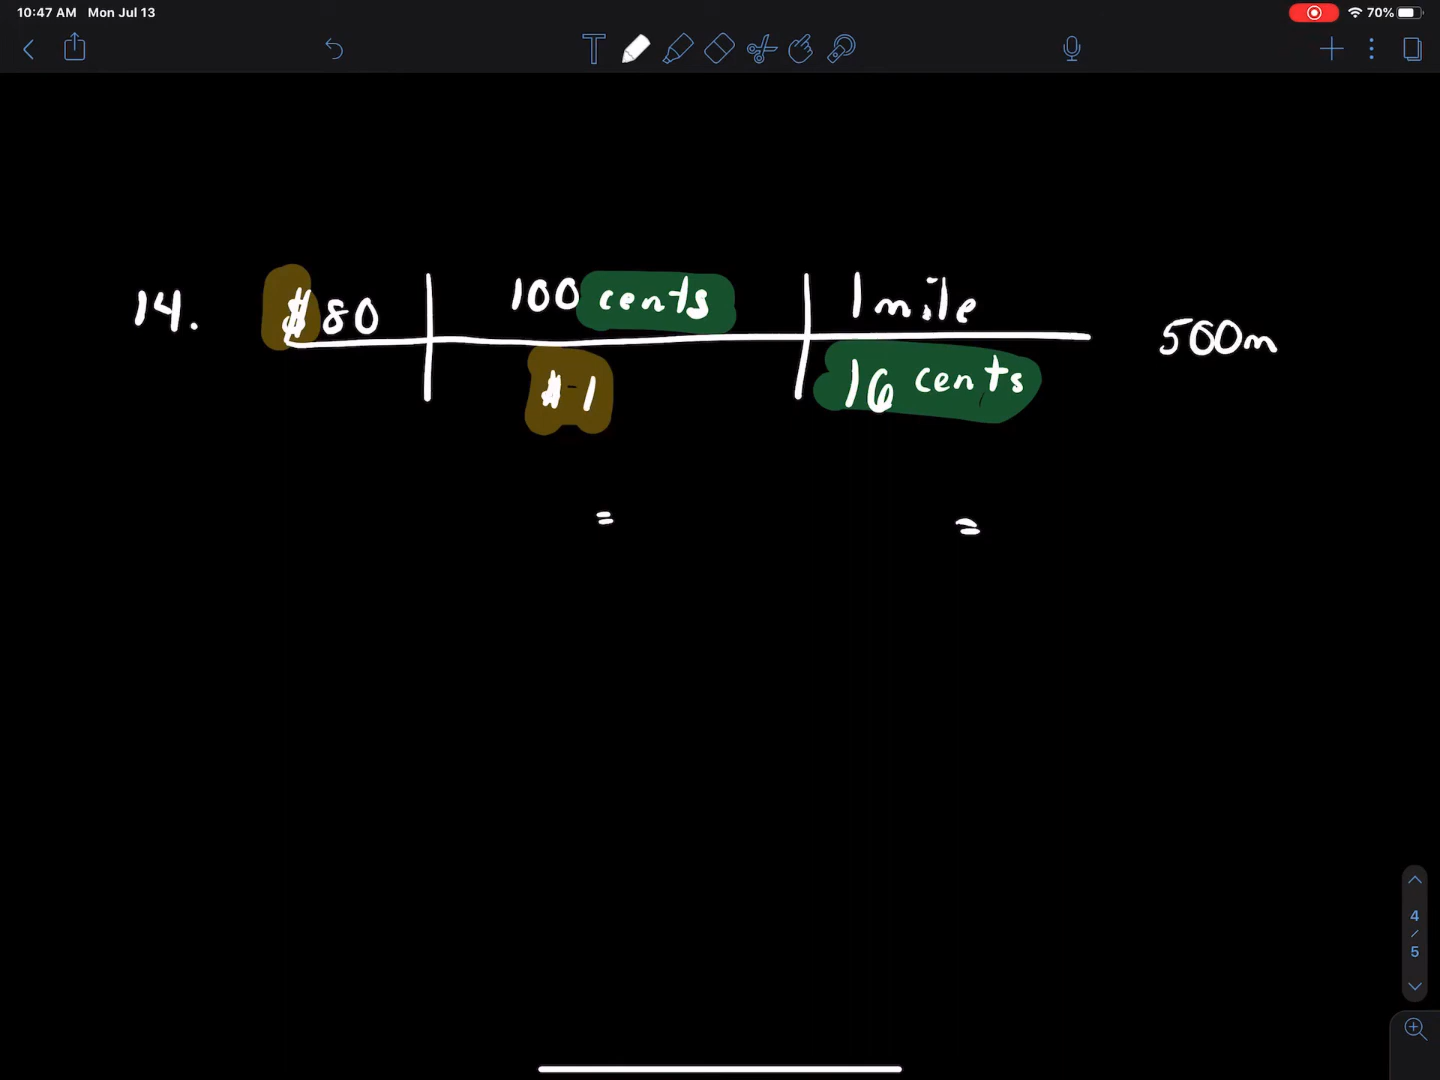 10:47 AM Mon Jul 13
70%
T
14. $80 100 cents 1 mile 500m
$1 16 cents
= =
4
/
5